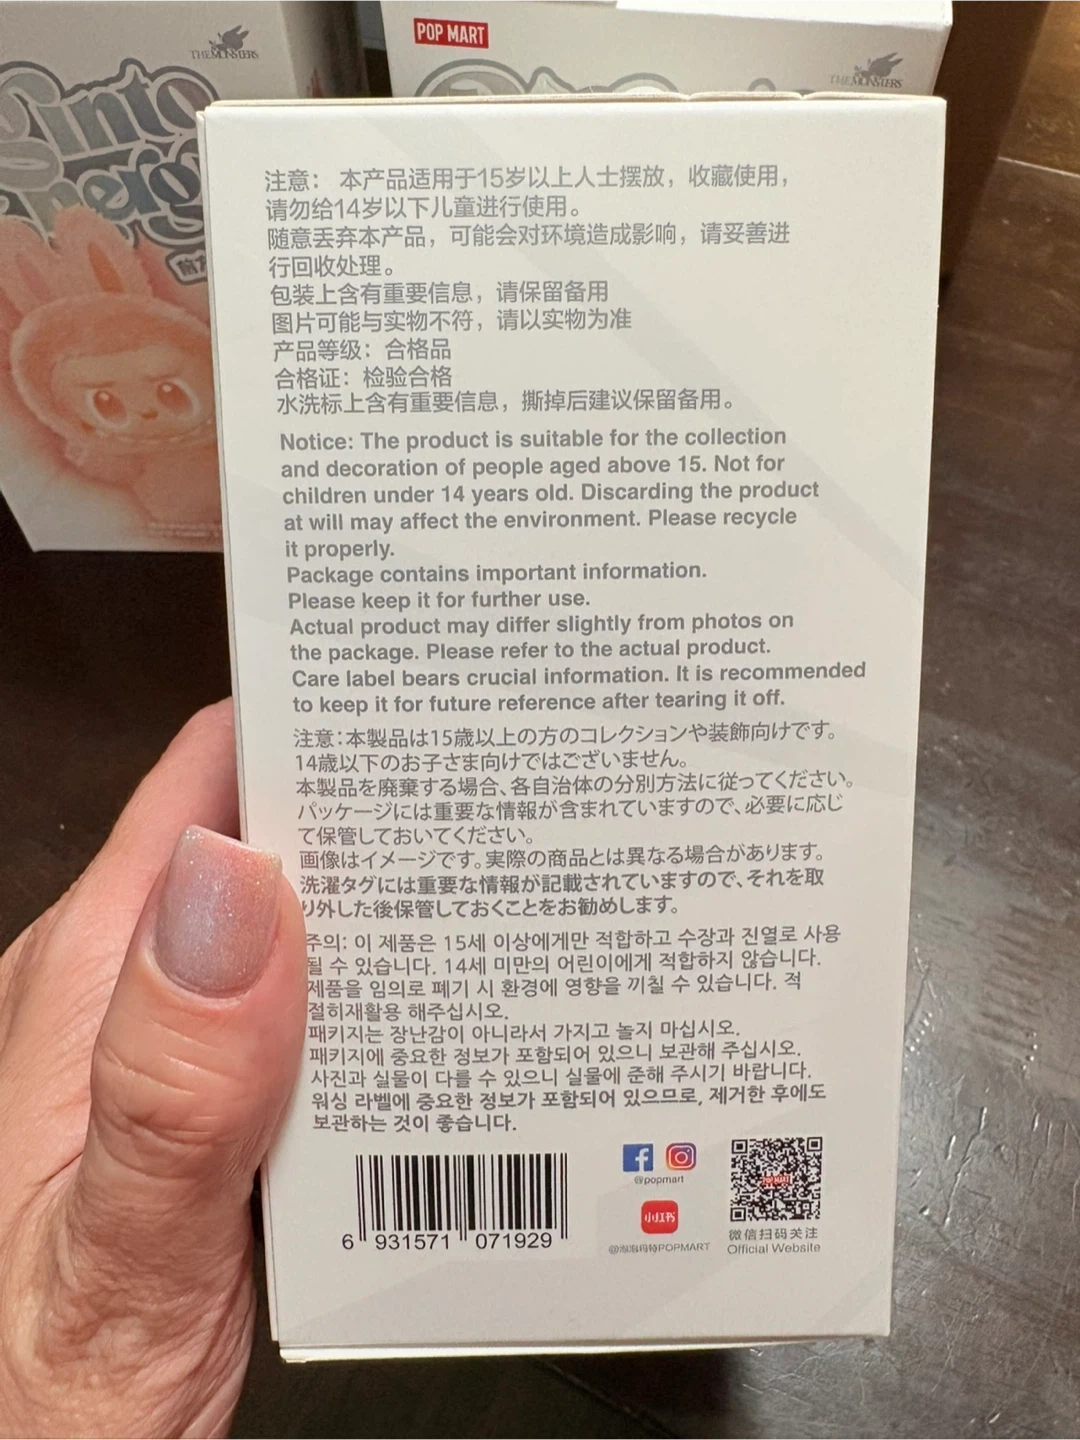 POP MART
THE MONSTERS
THE MONSTERS
into
Energy
注意： 本产品适用于15岁以上人士摆放，收藏使用，
请勿给14岁以下儿童进行使用。
随意丢弃本产品，可能会对环境造成影响，请妥善进
行回收处理。
包装上含有重要信息，请保留备用
图片可能与实物不符，请以实物为准
产品等级：合格品
合格证：检验合格
水洗标上含有重要信息，撕掉后建议保留备用。
Notice: The product is suitable for the collection
and decoration of people aged above 15. Not for
children under 14 years old. Discarding the product
at will may affect the environment. Please recycle
it properly.
Package contains important information.
Please keep it for further use.
Actual product may differ slightly from photos on
the package. Please refer to the actual product.
Care label bears crucial information. It is recommended
to keep it for future reference after tearing it off.
注意：本製品は15歳以上の方のコレクションや装飾向けです。
14歳以下のお子さま向けではございません。
本製品を廃棄する場合、各自治体の分別方法に従ってください。
パッケージには重要な情報が含まれていますので、必要に応じ
て保管しておいてください。
画像はイメージです。実際の商品とは異なる場合があります。
洗濯タグには重要な情報が記載されていますので、それを取
り外した後保管しておくことをお勧めします。
주의: 이 제품은 15세 이상에게만 적합하고 수장과 진열로 사용
될 수 있습니다. 14세 미만의 어린이에게 적합하지 않습니다.
제품을 임의로 폐기 시 환경에 영향을 끼칠 수 있습니다. 적
절히재활용 해주십시오.
패키지는 장난감이 아니라서 가지고 놀지 마십시오.
패키지에 중요한 정보가 포함되어 있으니 보관해 주십시오.
사진과 실물이 다를 수 있으니 실물에 준해 주시기 바랍니다.
워싱 라벨에 중요한 정보가 포함되어 있으므로, 제거한 후에도
보관하는 것이 좋습니다.
6 931571 071929
@popmart
小红书
@泡泡玛特POPMART
POP MART
微信扫码关注
Official Website